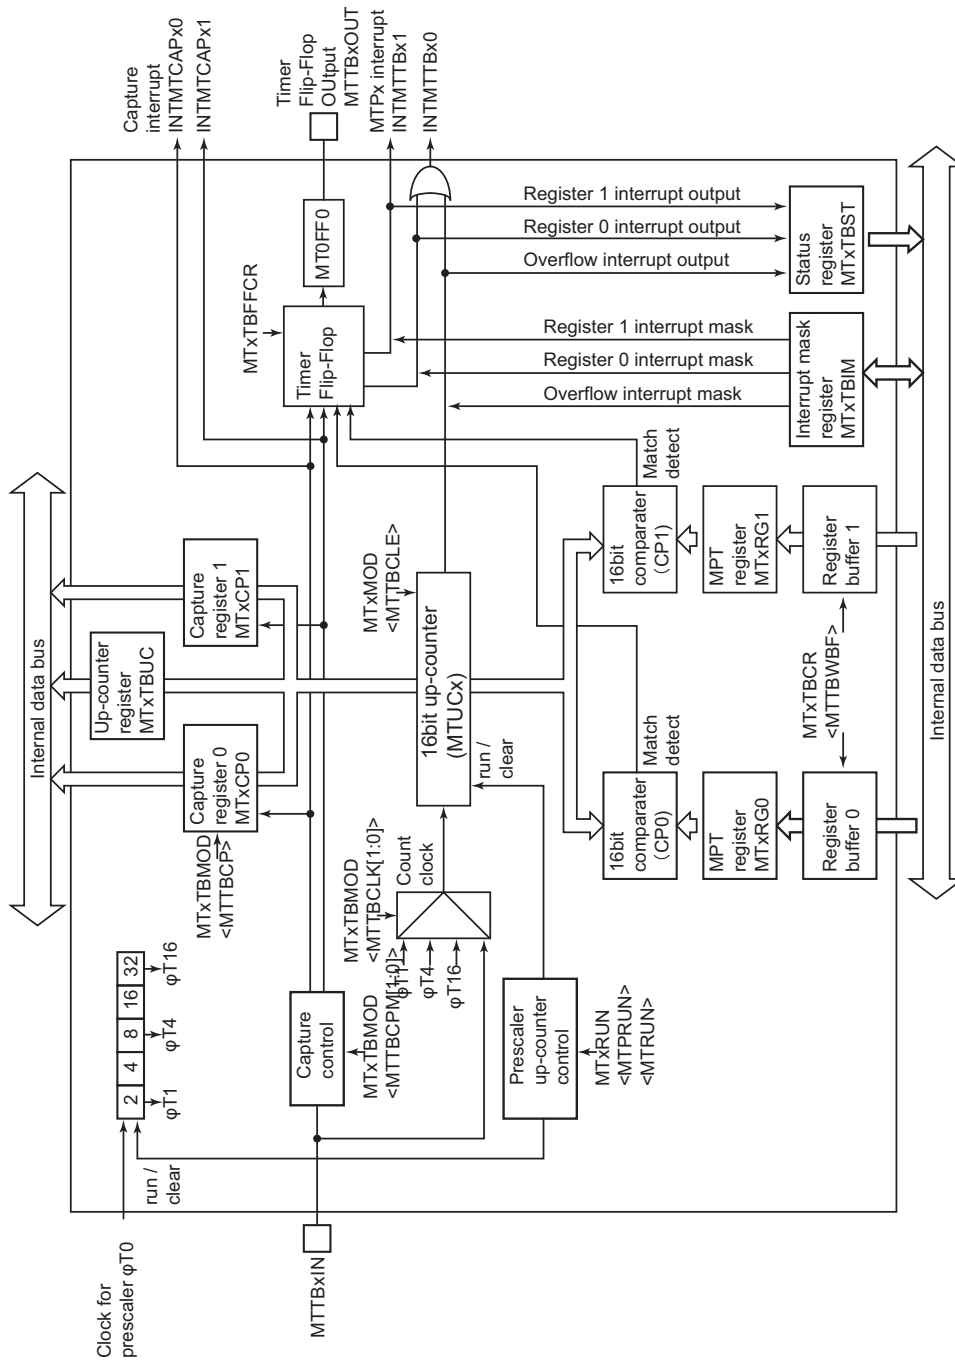 Clock for
prescaler φT0
run /
clear
2
4
8
16
32
φT1
φT4
φT16
MTTBxIN
Capture
control
MTxTBMOD
<MTTBCPM[1:0]>
MTxTBMOD
<MTTBCP>
MTxTBMOD
<MTTBCLK[1:0]>
φT1
φT4
φT16
Count
clock
Prescaler
up-counter
control
MTxRUN
<MTPRUN>
<MTRUN>
Internal data bus
Capture
register 0
MTxCP0
Up-counter
register
MTxTBUC
Capture
register 1
MTxCP1
16bit up-counter
(MTUCx)
run /
clear
MTxMOD
<MTTBCLE>
Match
detect
16bit
comparater
(CP0)
MPT
register
MTxRG0
Register
buffer 0
Match
detect
16bit
comparater
(CP1)
MPT
register
MTxRG1
Register
buffer 1
MTxTBCR
<MTTBWBF>
Internal data bus
MTxTBFFCR
Timer
Flip-Flop
MT0FF0
Capture
interrupt
INTMTCAPx0
INTMTCAPx1
Timer
Flip-Flop
OUtput
MTTBxOUT
MTPx interrupt
INTMTTBx1
INTMTTBx0
Register 1 interrupt output
Register 0 interrupt output
Overflow interrupt output
Register 1 interrupt mask
Register 0 interrupt mask
Overflow interrupt mask
Status
register
MTxTBST
Interrupt mask
register
MTxTBIM